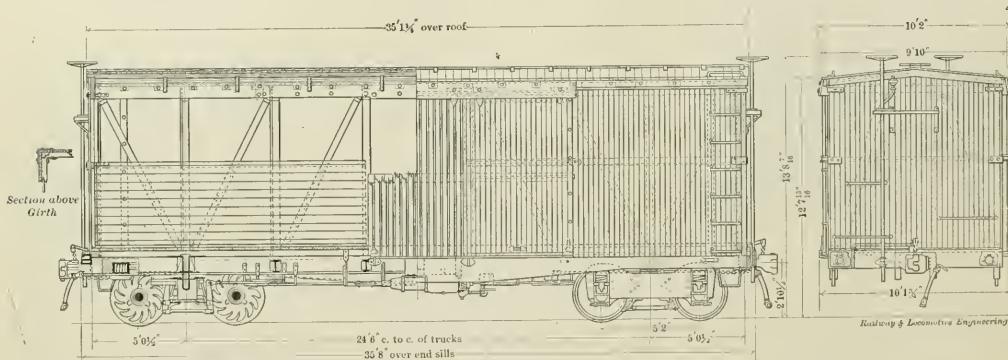 35'1¾" over roof
10'2"
9'10"
Section above
Girth
13'8 7/16"
12'7 15/16"
2'10½"
5'0¼"
24'6" c. to c. of trucks
5'2"
5'0½"
35'8" over end sills
10'1¾"
Railway & Locomotive Engineering